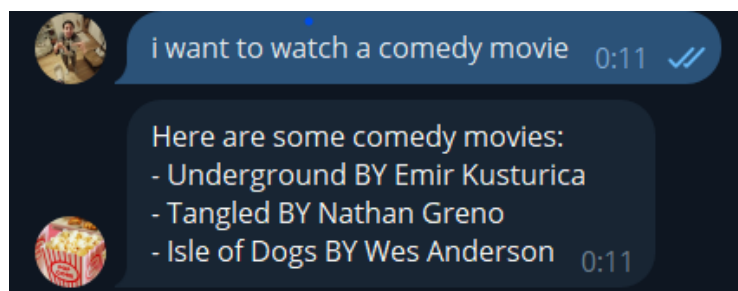 i want to watch a comedy movie 0:11
Here are some comedy movies:
- Underground BY Emir Kusturica
- Tangled BY Nathan Greno
- Isle of Dogs BY Wes Anderson 0:11